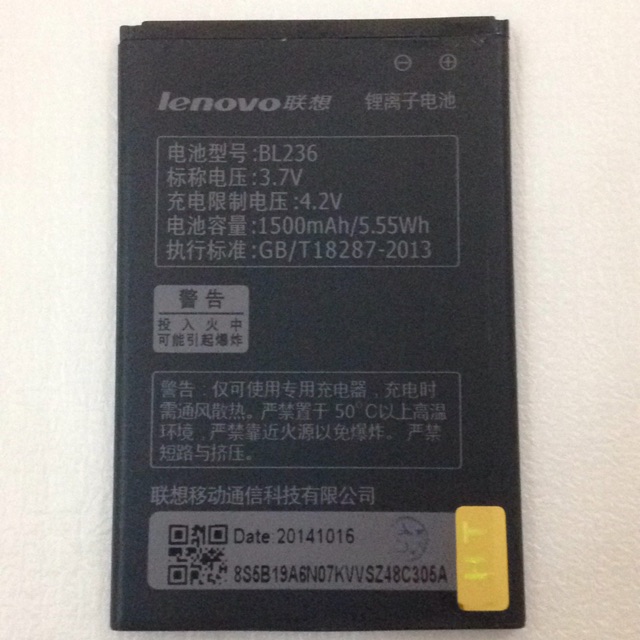 ⊖ ⊕
lenovo联想 锂离子电池
电池型号:BL236
标称电压:3.7V
充电限制电压:4.2V
电池容量:1500mAh/5.55Wh
执行标准:GB/T18287-2013
警告
投入火中
可能引起爆炸
警告:仅可使用专用充电器,充电时
需通风散热。严禁置于50℃以上高温
环境,严禁靠近火源以免爆炸。严禁
短路与挤压。
联想移动通信科技有限公司
Date: 20141016
8S5B19A6N07KVVSZ48C305A
HT